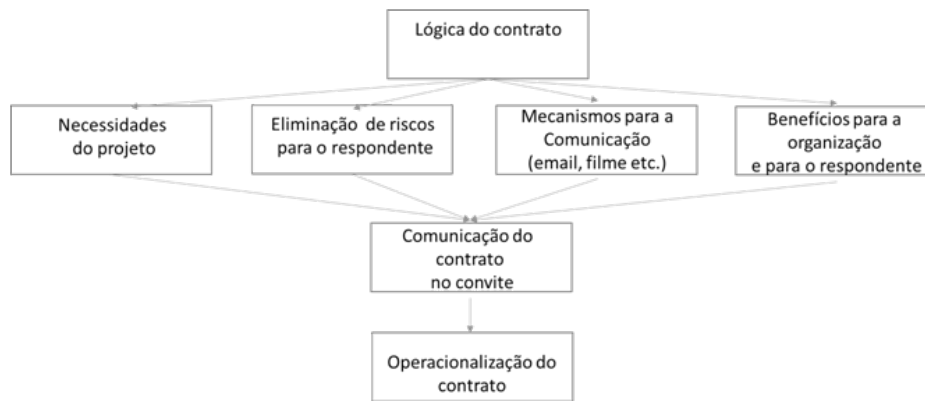 Lógica do contrato
Necessidades
do projeto
Eliminação de riscos
para o respondente
Mecanismos para a
Comunicação
(email, filme etc.)
Benefícios para a
organização
e para o respondente
Comunicação do
contrato
no convite
Operacionalização do
contrato